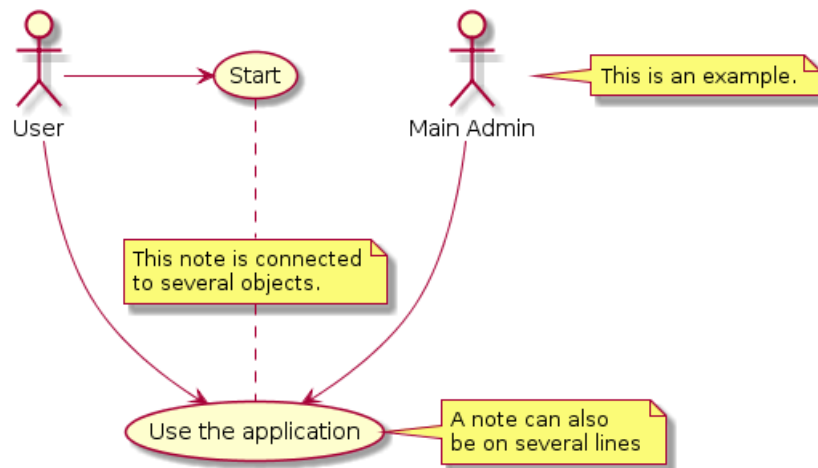 Start
This is an example.
User
Main Admin
This note is connected
to several objects.
Use the application
A note can also
be on several lines